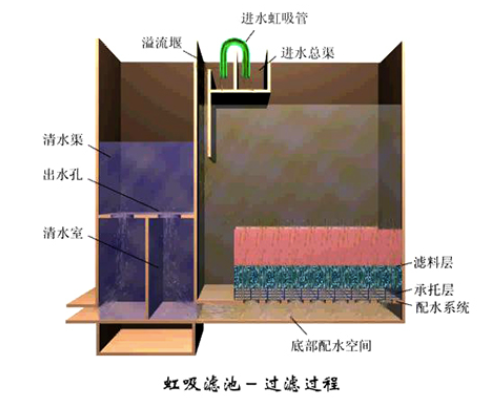 进水虹吸管
溢流堰
进水总渠
清水渠
出水孔
清水室
滤料层
承托层
配水系统
底部配水空间
虹吸滤池－过滤过程